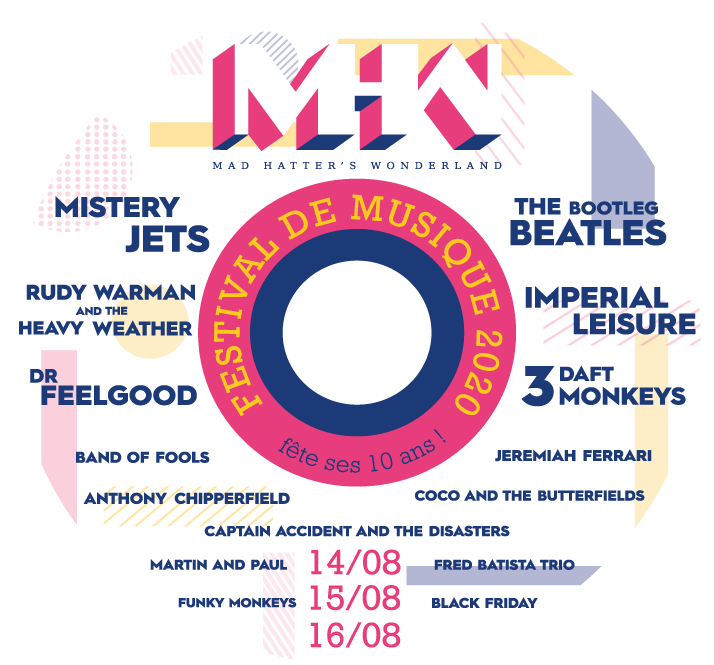 MHW
MAD HATTER'S WONDERLAND
FESTIVAL DE MUSIQUE 2020
fête ses 10 ans !
MISTERY
JETS
RUDY WARMAN
AND THE
HEAVY WEATHER
DR
FEELGOOD
THE BOOTLEG
BEATLES
IMPERIAL
LEISURE
3 DAFT
MONKEYS
BAND OF FOOLS
JEREMIAH FERRARI
ANTHONY CHIPPERFIELD
COCO AND THE BUTTERFIELDS
CAPTAIN ACCIDENT AND THE DISASTERS
MARTIN AND PAUL
14/08
FRED BATISTA TRIO
FUNKY MONKEYS
15/08
BLACK FRIDAY
16/08